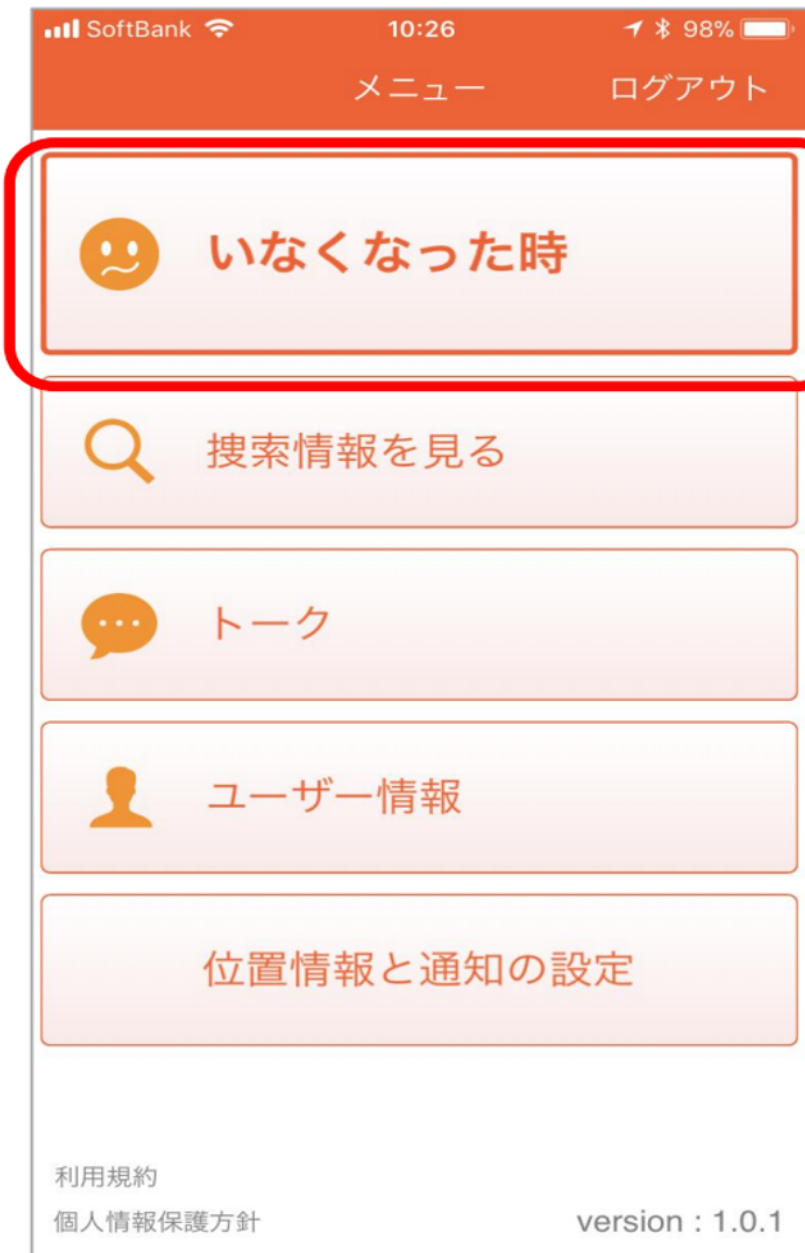 SoftBank 10:26 98%
メニュー ログアウト
いなくなった時
捜索情報を見る
トーク
ユーザー情報
位置情報と通知の設定
利用規約
個人情報保護方針 version : 1.0.1